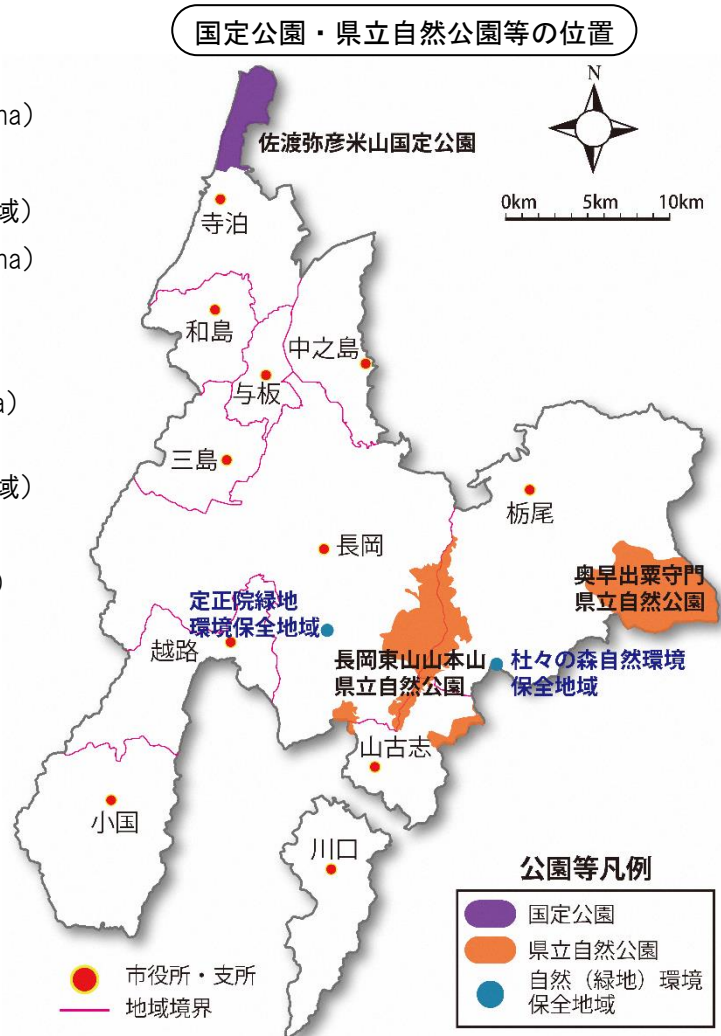 国定公園・県立自然公園等の位置
ha)
N
佐渡弥彦米山国定公園
0km 5km 10km
域)
寺泊
ha)
和島
中之島
与板
a)
三島
域)
栃尾
長岡
奥早出粟守門
県立自然公園
)
定正院緑地
環境保全地域
越路
長岡東山山本山
県立自然公園
杜々の森自然環境
保全地域
山古志
小国
川口
公園等凡例
国定公園
県立自然公園
自然（緑地）環境
保全地域
市役所・支所
地域境界